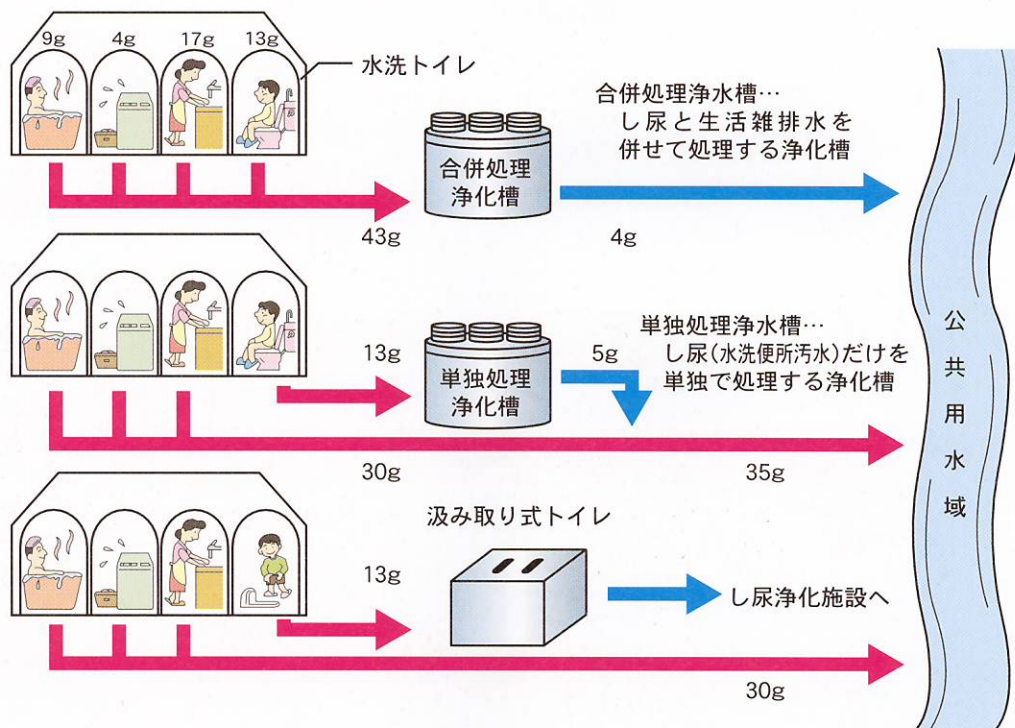 9g 4g 17g 13g
水洗トイレ
合併処理浄水槽…
し尿と生活雑排水を
併せて処理する浄化槽
合併処理
浄化槽
43g
4g
単独処理浄水槽…
し尿(水洗便所汚水)だけを
単独で処理する浄化槽
13g
単独処理
浄化槽
5g
30g
35g
汲み取り式トイレ
13g
し尿浄化施設へ
30g
公共用水域